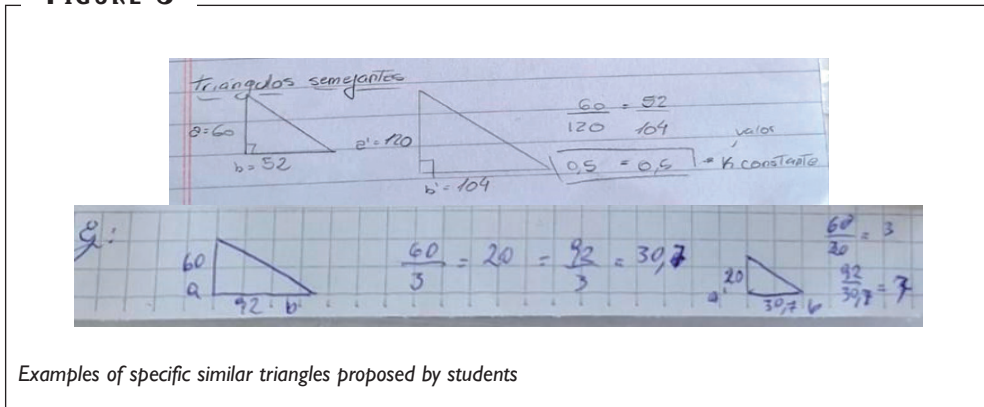 FIGURE
triángulos semejantes
a=60
b=52
a'=120
b'=104
60/120 = 52/104
0,5 = 0,5 → K constante
valor
Ej:
60
a
92 b
60/3 = 20 = 92/3 = 30,7
20
a'
30,7 b'
60/20 = 3
92/30,7 = 3
Examples of specific similar triangles proposed by students